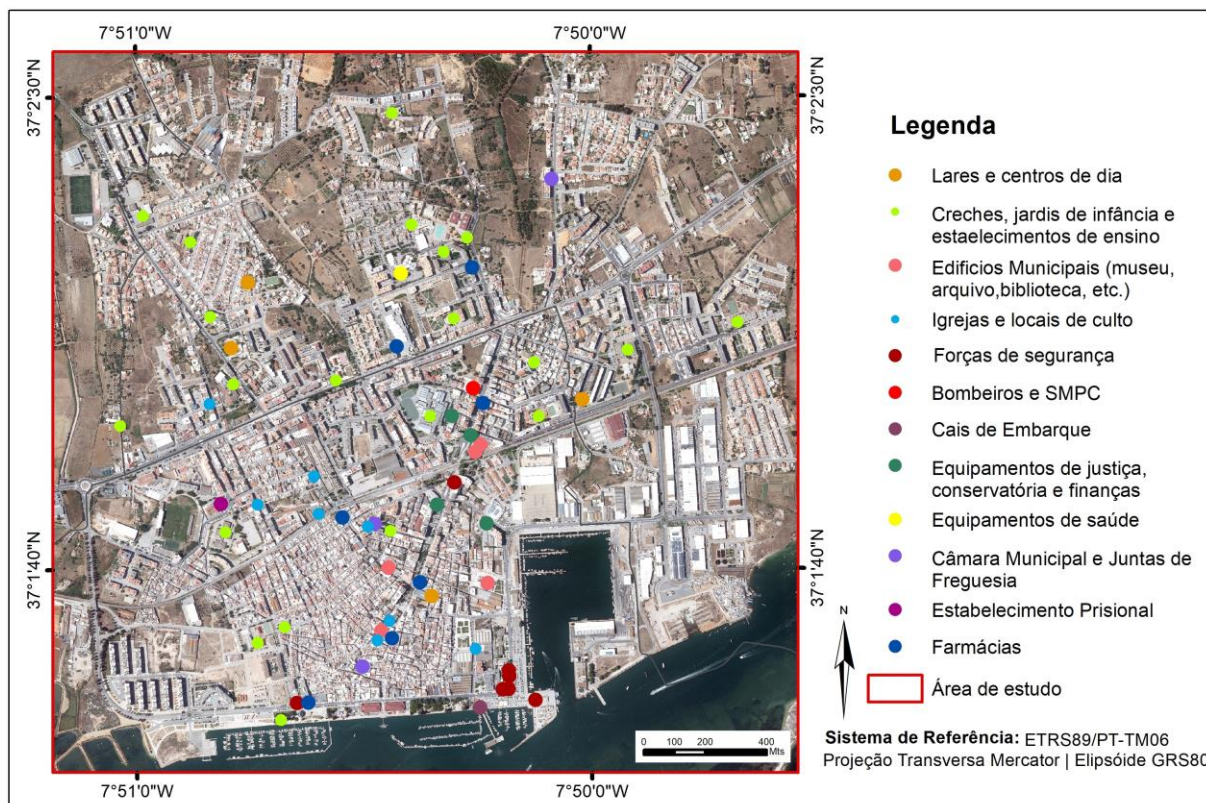 7°51'0"W
7°50'0"W
37°2'30"N
37°2'30"N
Legenda
Lares e centros de dia
Creches, jardis de infância e
estaelecimentos de ensino
Edificios Municipais (museu,
arquivo,biblioteca, etc.)
Igrejas e locais de culto
Forças de segurança
Bombeiros e SMPC
Cais de Embarque
Equipamentos de justiça,
conservatória e finanças
Equipamentos de saúde
37°1'40"N
37°1'40"N
Câmara Municipal e Juntas de
Freguesia
Estabelecimento Prisional
Farmácias
N
Área de estudo
0 100 200 400
Mts
Sistema de Referência: ETRS89/PT-TM06
Projeção Transversa Mercator | Elipsóide GRS80
7°51'0"W
7°50'0"W